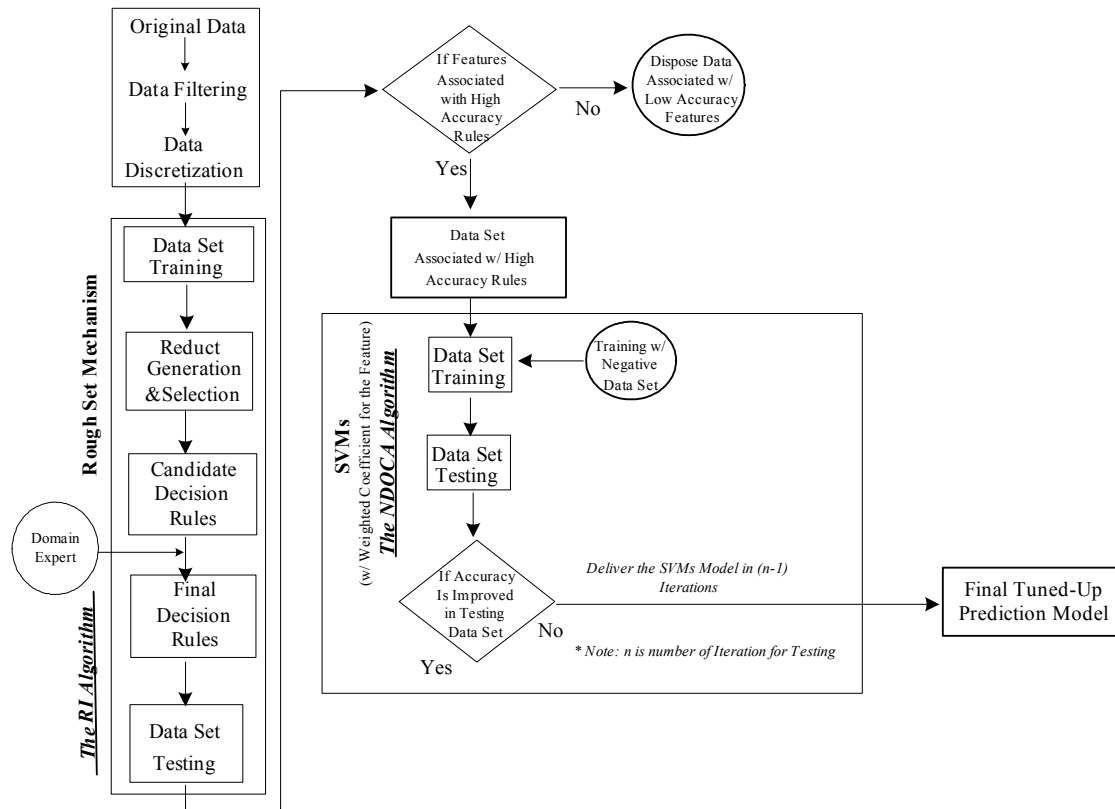 Original Data
Data Filtering
Data
Discretization
Rough Set Mechanism
The RI Algorithm
Data Set
Training
Reduct
Generation
&Selection
Candidate
Decision
Rules
Domain
Expert
Final
Decision
Rules
Data Set
Testing
If Features
Associated
with High
Accuracy
Rules
No
Dispose Data
Associated w/
Low Accuracy
Features
Yes
Data Set
Associated w/ High
Accuracy Rules
SVMs
(w/ Weighted Coefficient for the Feature)
The NDOCA Algorithm
Data Set
Training
Training w/
Negative
Data Set
Data Set
Testing
If Accuracy
Is Improved
in Testing
Data Set
No
Yes
Deliver the SVMs Model in (n-1)
Iterations
* Note: n is number of Iteration for Testing
Final Tuned-Up
Prediction Model